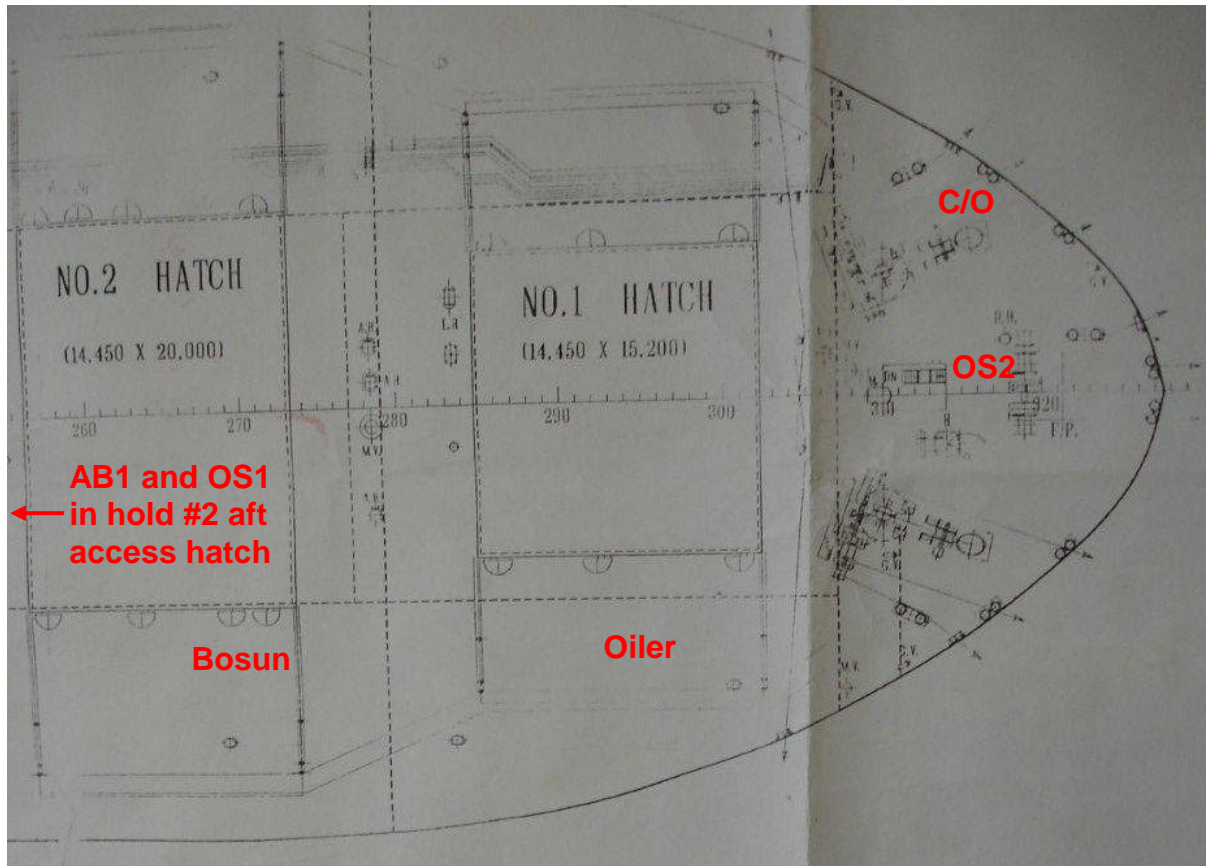 G.V.
C/O
NO.2 HATCH
NO.1 HATCH
A.H.
L.H
(14,450 X 20,000)
(14,450 X 15,200)
DN
OS2
A.H.
260
270
280
290
300
310
320
F.P.
M.V.
AB1 and OS1
in hold #2 aft
access hatch
Bosun
Oiler
G.V.
M.V.